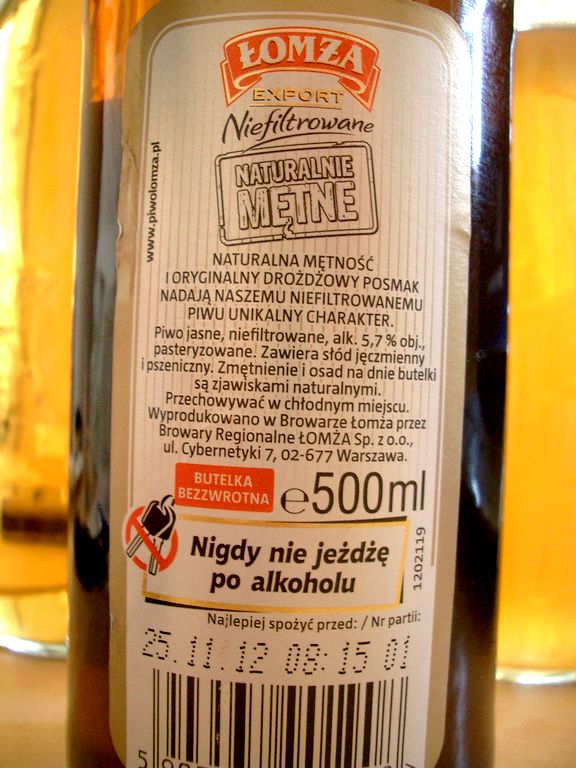 ŁOMŻA
EXPORT
Niefiltrowane
NATURALNIE
MĘTNE
www.piwolomza.pl
NATURALNA MĘTNOŚĆ
I ORYGINALNY DROŻDŻOWY POSMAK
NADAJĄ NASZEMU NIEFILTROWANEMU
PIWU UNIKALNY CHARAKTER.
Piwo jasne, niefiltrowane, alk. 5,7 % obj.,
pasteryzowane. Zawiera słód jęczmienny
i pszeniczny. Zmętnienie i osad na dnie butelki
są zjawiskami naturalnymi.
Przechowywać w chłodnym miejscu.
Wyprodukowano w Browarze Łomża przez
Browary Regionalne ŁOMŻA Sp. z o.o.,
ul. Cybernetyki 7, 02-677 Warszawa.
BUTELKA
BEZZWROTNA
℮500ml
Nigdy nie jeżdżę
po alkoholu
1202119
Najlepiej spożyć przed: / Nr partii:
25.11.12 08:15 01